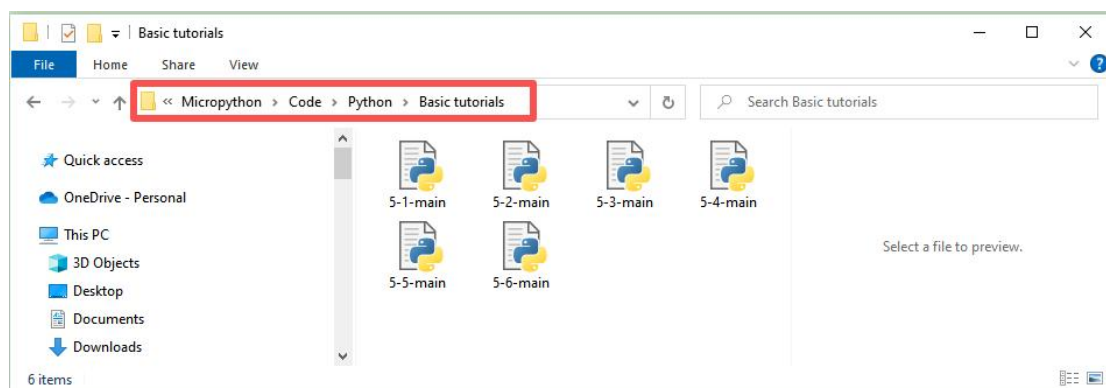 Basic tutorials
File Home Share View
« Micropython > Code > Python > Basic tutorials
Search Basic tutorials
Quick access
OneDrive - Personal
This PC
3D Objects
Desktop
Documents
Downloads
5-1-main 5-2-main 5-3-main 5-4-main
5-5-main 5-6-main
Select a file to preview.
6 items